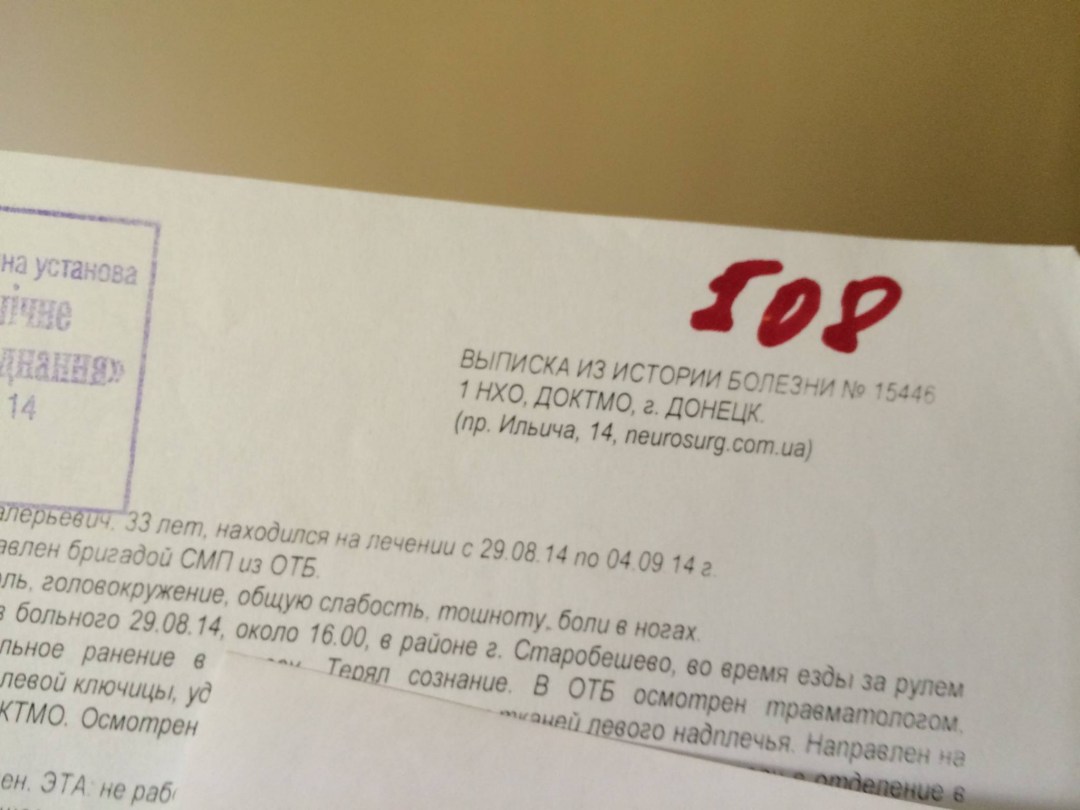 на установа
нічне
днання»
14
108
ВЫПИСКА ИЗ ИСТОРИИ БОЛЕЗНИ № 15446
1 НХО, ДОКТМО, г. ДОНЕЦК.
(пр. Ильича, 14, neurosurg.com.ua)
алерьевич. 33 лет, находился на лечении с 29.08.14 по 04.09 14 г.
авлен бригадой СМП из ОТБ.
оль, головокружение, общую слабость, тошноту, боли в ногах.
в больного 29.08.14, около 16.00, в районе г. Старобешево, во время езды за рулем
льное ранение в Терял сознание. В ОТБ осмотрен травматологом.
левой ключицы, уд тканей левого надплечья. Направлен на
КТМО. Осмотрен отделение в
ен. ЭТА: не раб